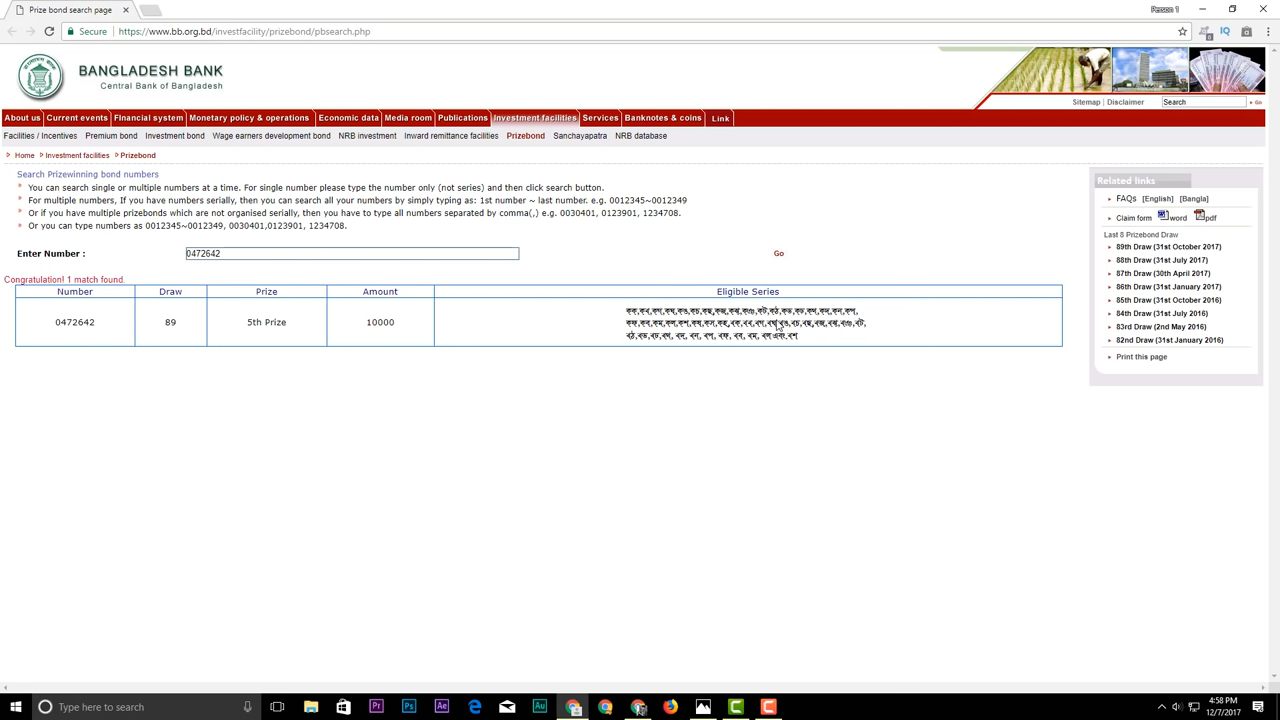 Prize bond search page
Person 1
Secure https://www.bb.org.bd/investfacility/prizebond/pbsearch.php
BANGLADESH BANK
Central Bank of Bangladesh
Sitemap | Disclaimer Search Go
About us Current events Financial system Monetary policy & operations Economic data Media room Publications Investment facilities Services Banknotes & coins Link
Facilities / Incentives Premium bond Investment bond Wage earners development bond NRB investment Inward remittance facilities Prizebond Sanchayapatra NRB database
Home Investment facilities Prizebond
Search Prizewinning bond numbers
You can search single or multiple numbers at a time. For single number please type the number only (not series) and then click search button.
For multiple numbers, If you have numbers serially, then you can search all your numbers by simply typing as: 1st number ~ last number. e.g. 0012345~0012349
Or if you have multiple prizebonds which are not organised serially, then you have to type all numbers separated by comma(,) e.g. 0030401, 0123901, 1234708.
Or you can type numbers as 0012345~0012349, 0030401,0123901, 1234708.
Enter Number : 0472642 Go
Congratulation! 1 match found.
Number Draw Prize Amount Eligible Series
0472642 89 5th Prize 10000
Related links
FAQs [English] [Bangla]
Claim form word pdf
Last 8 Prizebond Draw
89th Draw (31st October 2017)
88th Draw (31st July 2017)
87th Draw (30th April 2017)
86th Draw (31st January 2017)
85th Draw (31st October 2016)
84th Draw (31st July 2016)
83rd Draw (2nd May 2016)
82nd Draw (31st January 2016)
Print this page
Type here to search
4:58 PM
12/7/2017